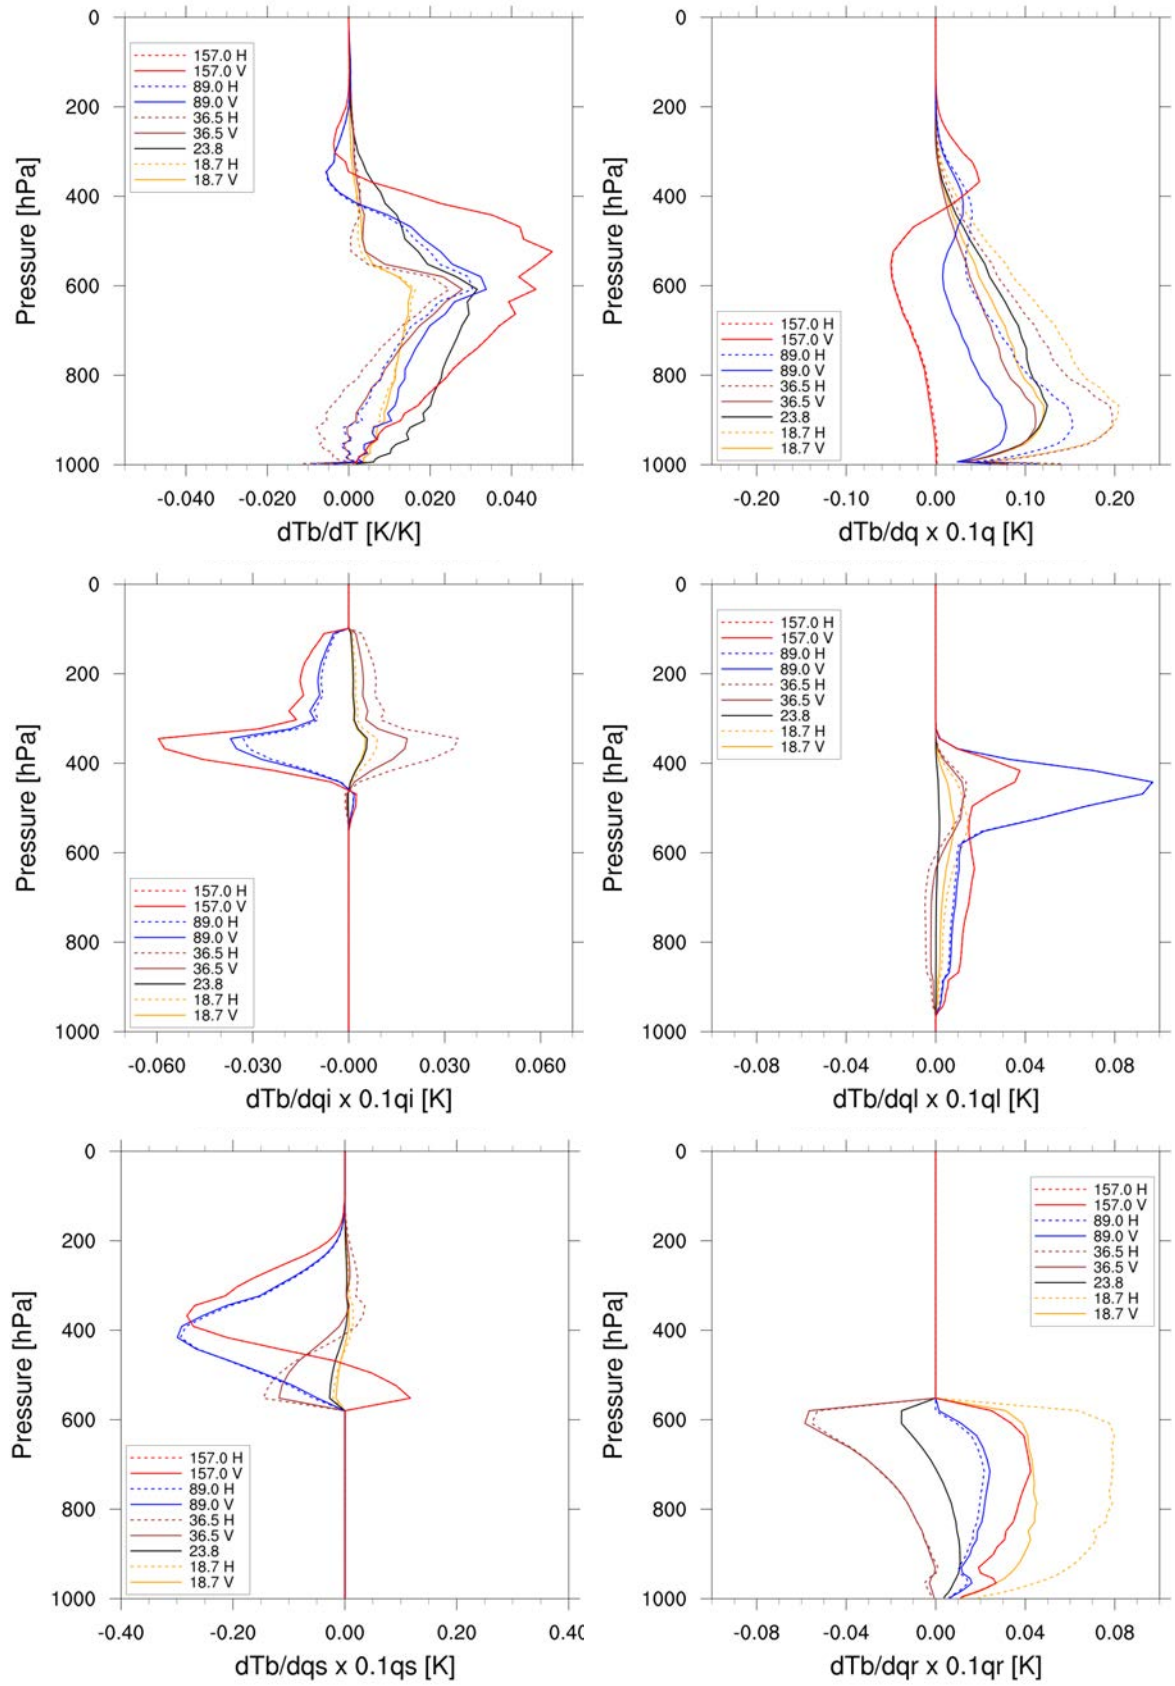 0
200
400
600
800
1000
Pressure [hPa]
157.0 H
157.0 V
89.0 H
89.0 V
36.5 H
36.5 V
23.8
18.7 H
18.7 V
-0.040 -0.020 0.000 0.020 0.040
dTb/dT [K/K]
0
200
400
600
800
1000
Pressure [hPa]
157.0 H
157.0 V
89.0 H
89.0 V
36.5 H
36.5 V
23.8
18.7 H
18.7 V
-0.20 -0.10 0.00 0.10 0.20
dTb/dq x 0.1q [K]
0
200
400
600
800
1000
Pressure [hPa]
157.0 H
157.0 V
89.0 H
89.0 V
36.5 H
36.5 V
23.8
18.7 H
18.7 V
-0.060 -0.030 -0.000 0.030 0.060
dTb/dqi x 0.1qi [K]
0
200
400
600
800
1000
Pressure [hPa]
157.0 H
157.0 V
89.0 H
89.0 V
36.5 H
36.5 V
23.8
18.7 H
18.7 V
-0.08 -0.04 0.00 0.04 0.08
dTb/dql x 0.1ql [K]
0
200
400
600
800
1000
Pressure [hPa]
157.0 H
157.0 V
89.0 H
89.0 V
36.5 H
36.5 V
23.8
18.7 H
18.7 V
-0.40 -0.20 0.00 0.20 0.40
dTb/dqs x 0.1qs [K]
0
200
400
600
800
1000
Pressure [hPa]
157.0 H
157.0 V
89.0 H
89.0 V
36.5 H
36.5 V
23.8
18.7 H
18.7 V
-0.08 -0.04 0.00 0.04 0.08
dTb/dqr x 0.1qr [K]